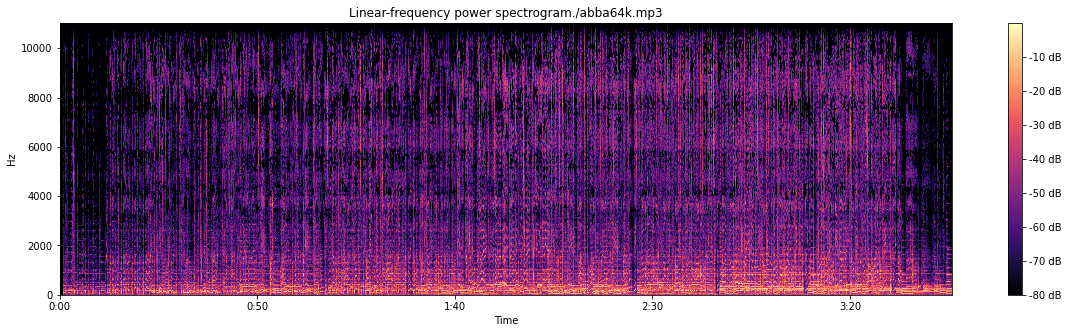 Linear-frequency power spectrogram./abba64k.mp3
Hz
10000
8000
6000
4000
2000
0
0:00 0:50 1:40 2:30 3:20
Time
-10 dB
-20 dB
-30 dB
-40 dB
-50 dB
-60 dB
-70 dB
-80 dB